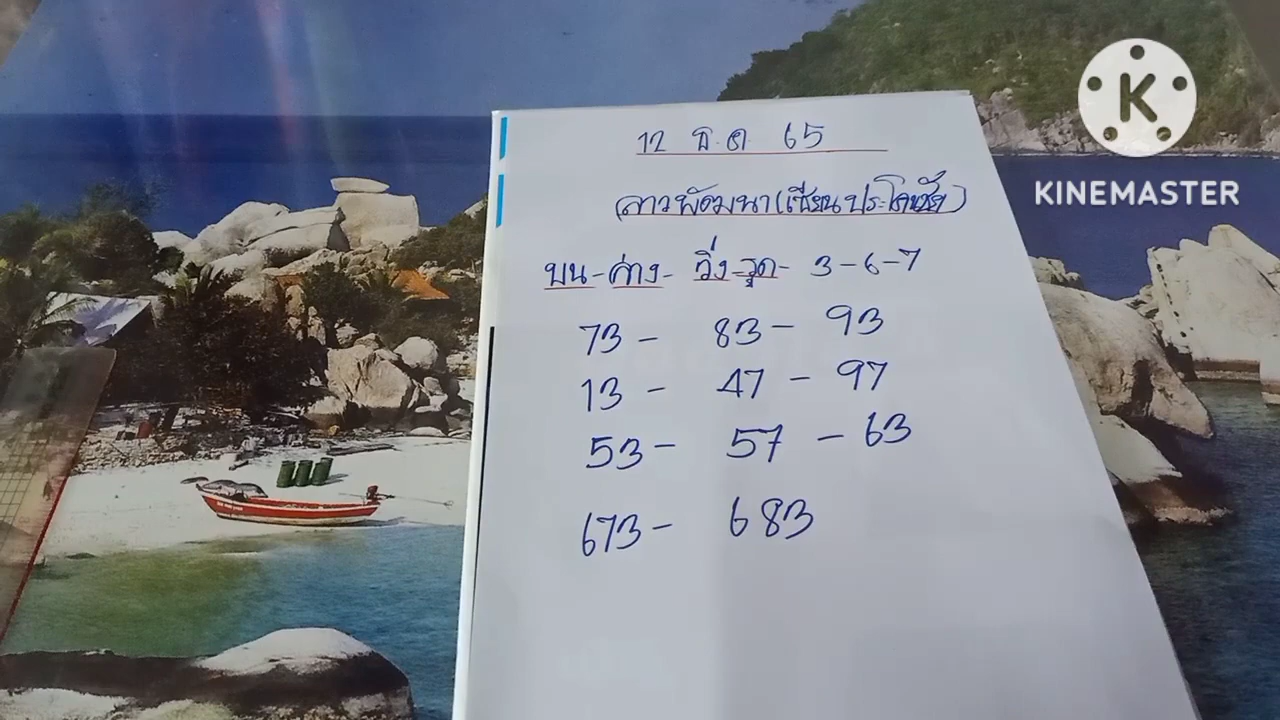 12 ธ.ค 65
ลาวพัฒนา(เซียนประโคนชัย)
บน-ล่าง- วิ่ง-รูด- 3-6-7
73 - 83 - 93
13 - 47 - 97
53 - 57 - 63
673 - 683
K
KINEMASTER